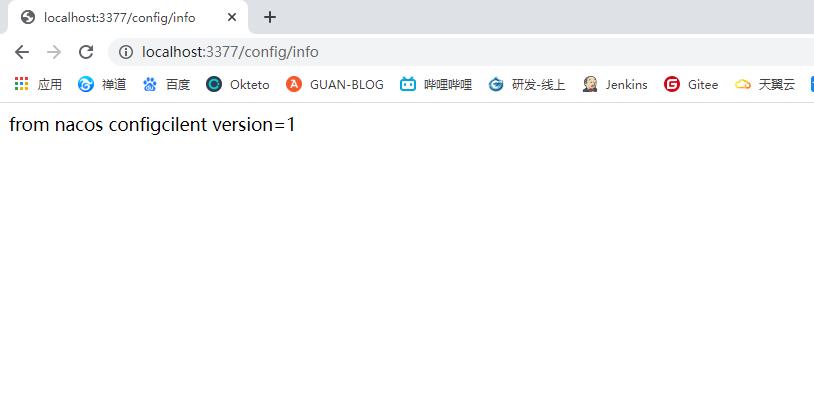 localhost:3377/config/info
localhost:3377/config/info
应用 禅道 百度 Okteto GUAN-BLOG 哔哩哔哩 研发-线上 Jenkins Gitee 天翼云
from nacos configcilent version=1